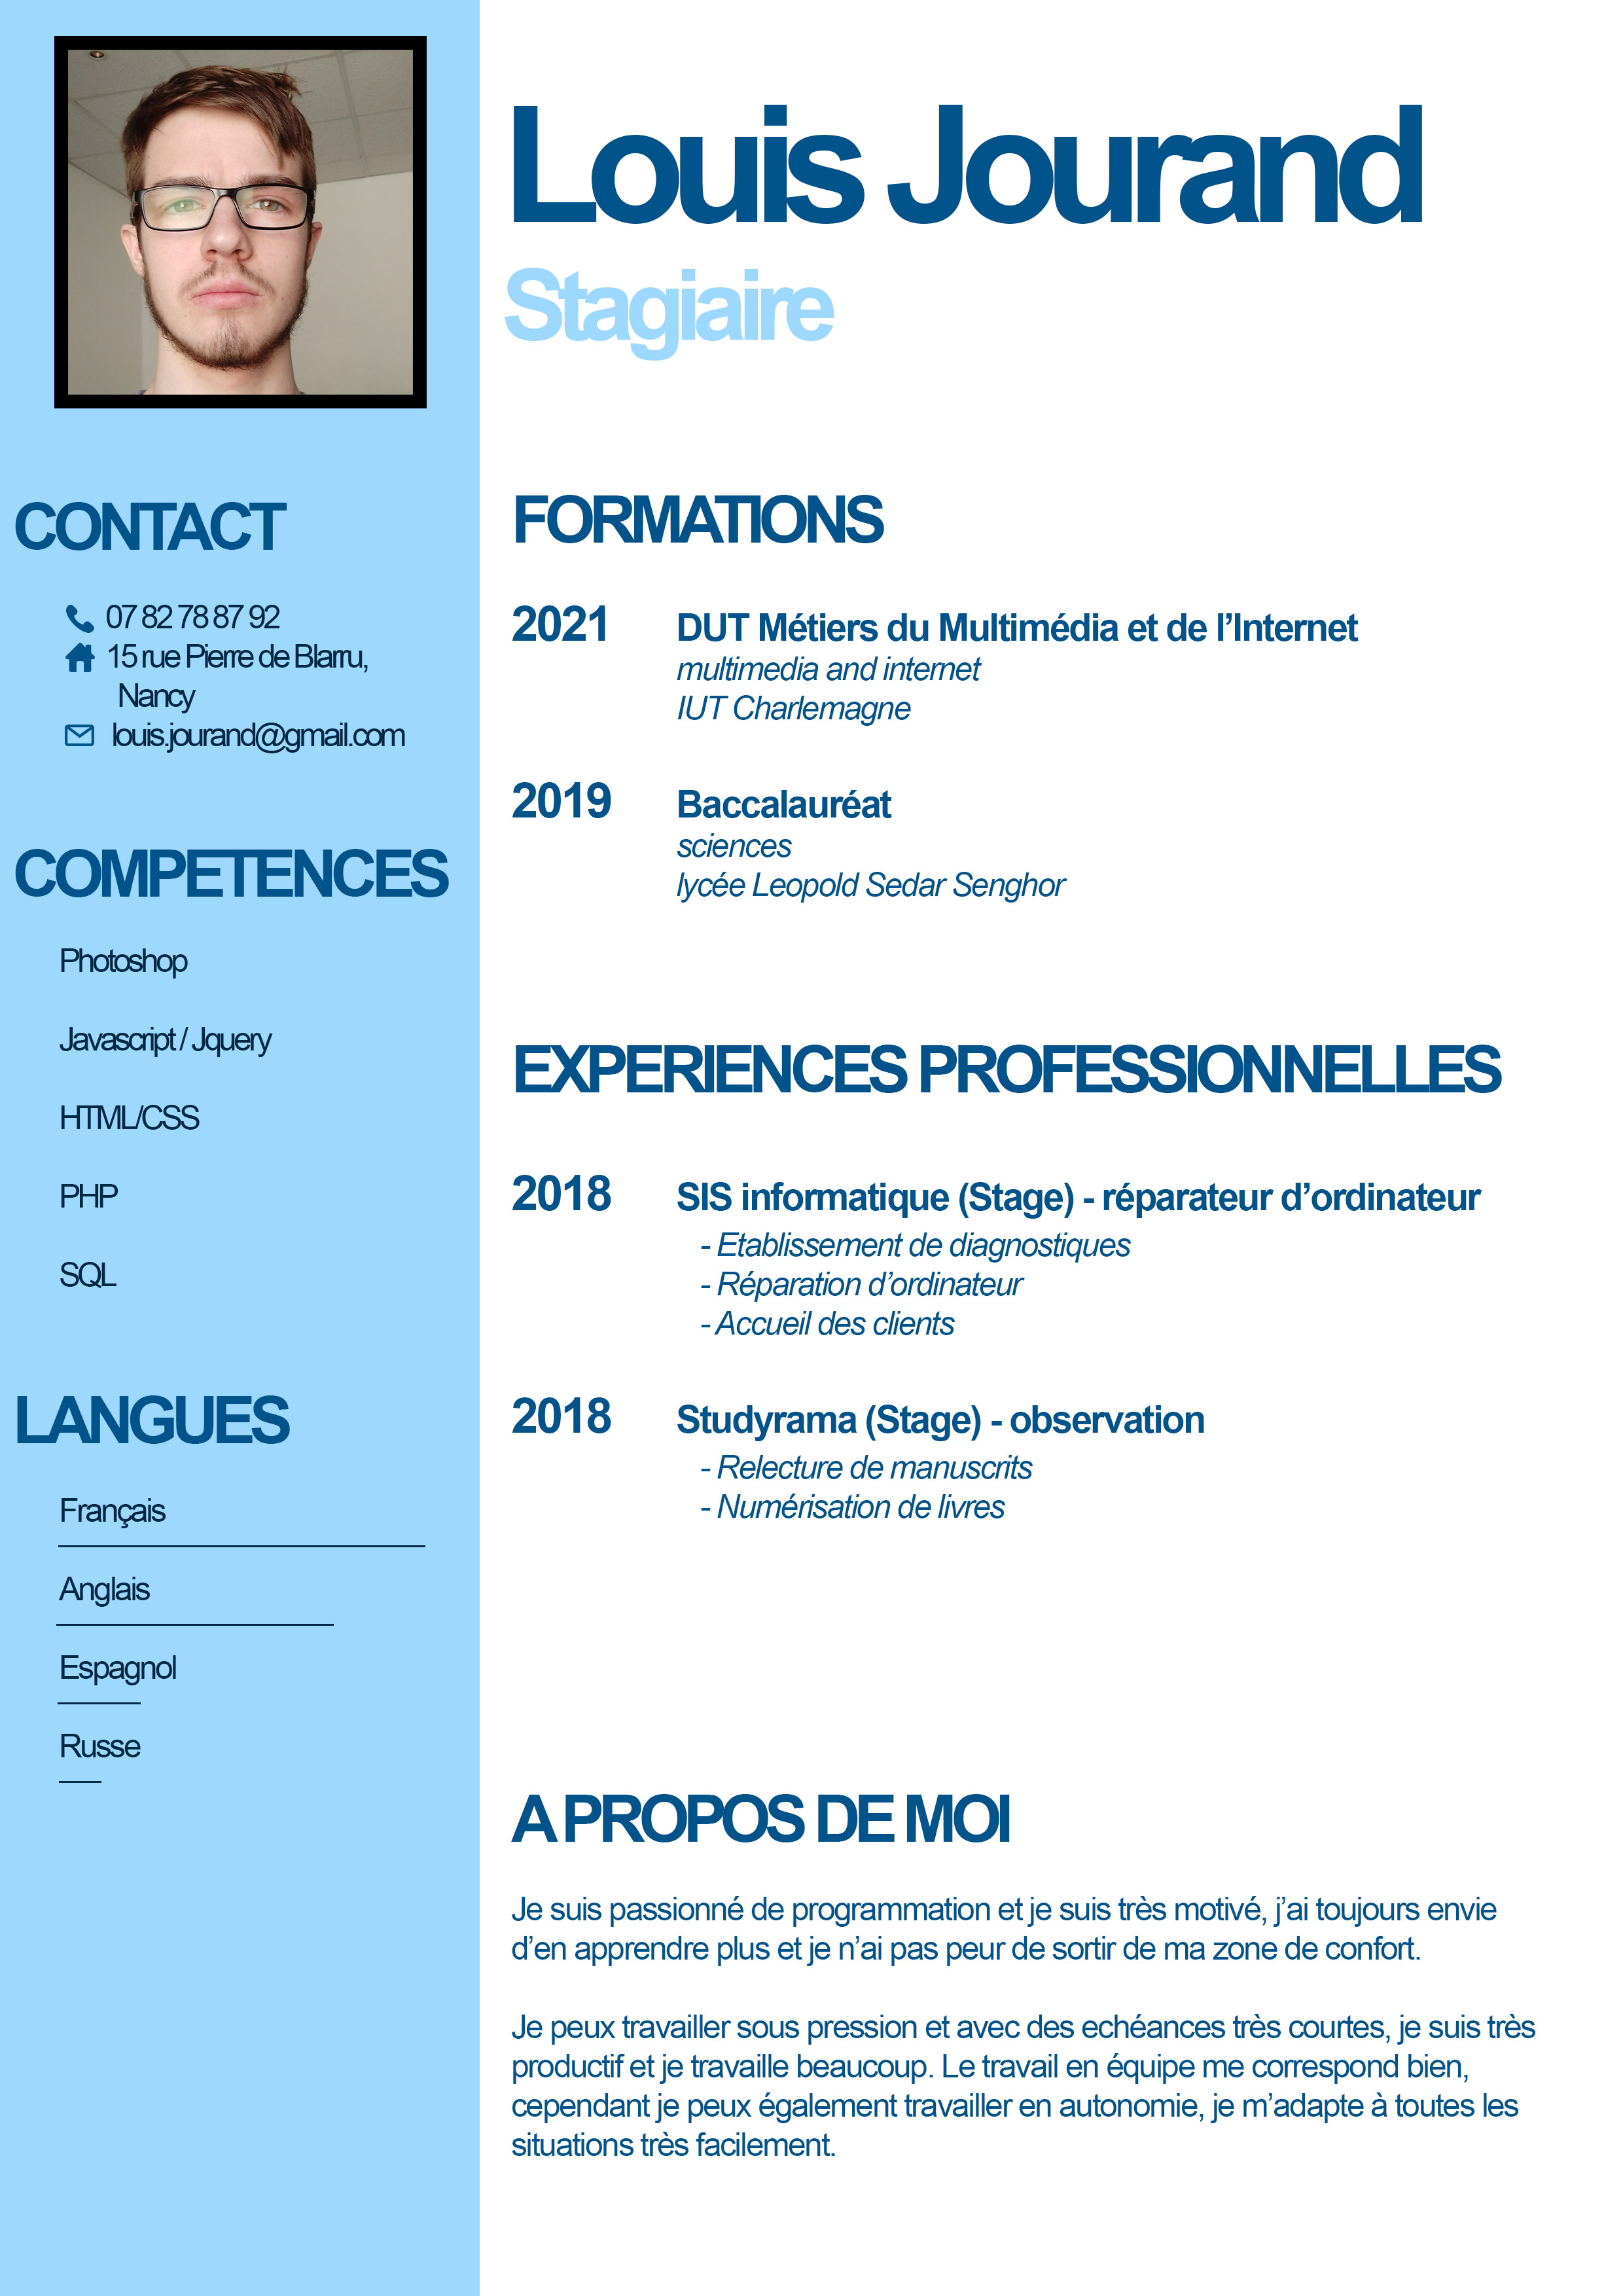 Louis Jourand
Stagiaire
CONTACT
07 82 78 87 92
15 rue Pierre de Blarru,
Nancy
louis.jourand@gmail.com
COMPETENCES
Photoshop
Javascript / Jquery
HTML/CSS
PHP
SQL
LANGUES
Français
Anglais
Espagnol
Russe
FORMATIONS
2021 DUT Métiers du Multimédia et de l’Internet
multimedia and internet
IUT Charlemagne
2019 Baccalauréat
sciences
lycée Leopold Sedar Senghor
EXPERIENCES PROFESSIONNELLES
2018 SIS informatique (Stage) - réparateur d’ordinateur
- Etablissement de diagnostiques
- Réparation d’ordinateur
- Accueil des clients
2018 Studyrama (Stage) - observation
- Relecture de manuscrits
- Numérisation de livres
A PROPOS DE MOI
Je suis passionné de programmation et je suis très motivé, j’ai toujours envie
d’en apprendre plus et je n’ai pas peur de sortir de ma zone de confort.
Je peux travailler sous pression et avec des echéances très courtes, je suis très
productif et je travaille beaucoup. Le travail en équipe me correspond bien,
cependant je peux également travailler en autonomie, je m’adapte à toutes les
situations très facilement.